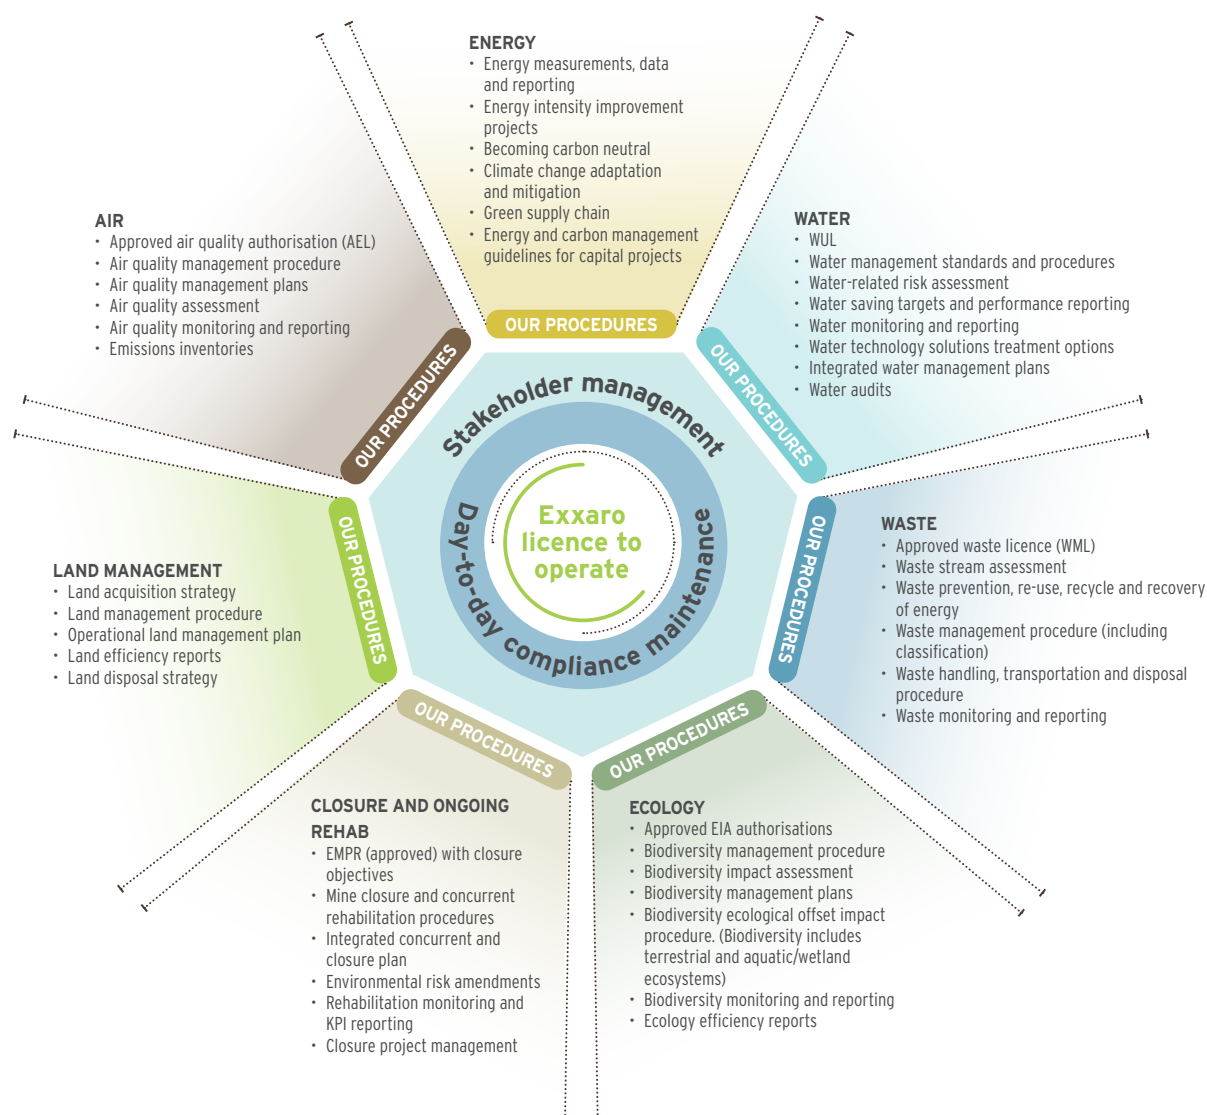 ENERGY
• Energy measurements, data
and reporting
• Energy intensity improvement
projects
• Becoming carbon neutral
• Climate change adaptation
and mitigation
• Green supply chain
• Energy and carbon management
guidelines for capital projects
OUR PROCEDURES
AIR
• Approved air quality authorisation (AEL)
• Air quality management procedure
• Air quality management plans
• Air quality assessment
• Air quality monitoring and reporting
• Emissions inventories
OUR PROCEDURES
WATER
• WUL
• Water management standards and procedures
• Water-related risk assessment
• Water saving targets and performance reporting
• Water monitoring and reporting
• Water technology solutions treatment options
• Integrated water management plans
• Water audits
OUR PROCEDURES
Stakeholder management
Exxaro
licence to
operate
Day-to-day compliance maintenance
WASTE
• Approved waste licence (WML)
• Waste stream assessment
• Waste prevention, re-use, recycle and recovery
of energy
• Waste management procedure (including
classification)
• Waste handling, transportation and disposal
procedure
• Waste monitoring and reporting
OUR PROCEDURES
LAND MANAGEMENT
• Land acquisition strategy
• Land management procedure
• Operational land management plan
• Land efficiency reports
• Land disposal strategy
OUR PROCEDURES
OUR PROCEDURES
CLOSURE AND ONGOING
REHAB
• EMPR (approved) with closure
objectives
• Mine closure and concurrent
rehabilitation procedures
• Integrated concurrent and
closure plan
• Environmental risk amendments
• Rehabilitation monitoring and
KPI reporting
• Closure project management
OUR PROCEDURES
ECOLOGY
• Approved EIA authorisations
• Biodiversity management procedure
• Biodiversity impact assessment
• Biodiversity management plans
• Biodiversity ecological offset impact
procedure. (Biodiversity includes
terrestrial and aquatic/wetland
ecosystems)
• Biodiversity monitoring and reporting
• Ecology efficiency reports